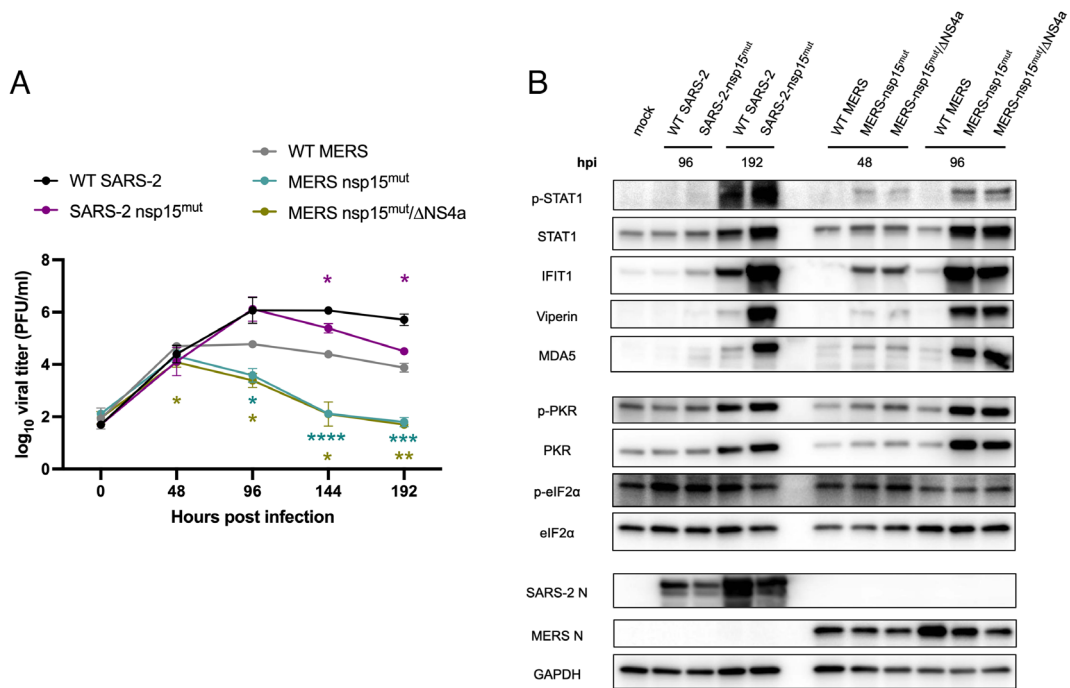 A
WT SARS-2
SARS-2 nsp15mut
WT MERS
MERS nsp15mut
MERS nsp15mut/ΔNS4a
log10 viral titer (PFU/ml)
8
6
4
2
0
* *
* * **** ***
* * * **
0 48 96 144 192
Hours post infection
B
mock
WT SARS-2
SARS-2-nsp15mut
WT SARS-2
SARS-2-nsp15mut
WT MERS
MERS-nsp15mut
MERS-nsp15mut/ΔNS4a
WT MERS
MERS-nsp15mut
MERS-nsp15mut/ΔNS4a
hpi 96 192 48 96
p-STAT1
STAT1
IFIT1
Viperin
MDA5
p-PKR
PKR
p-eIF2α
eIF2α
SARS-2 N
MERS N
GAPDH